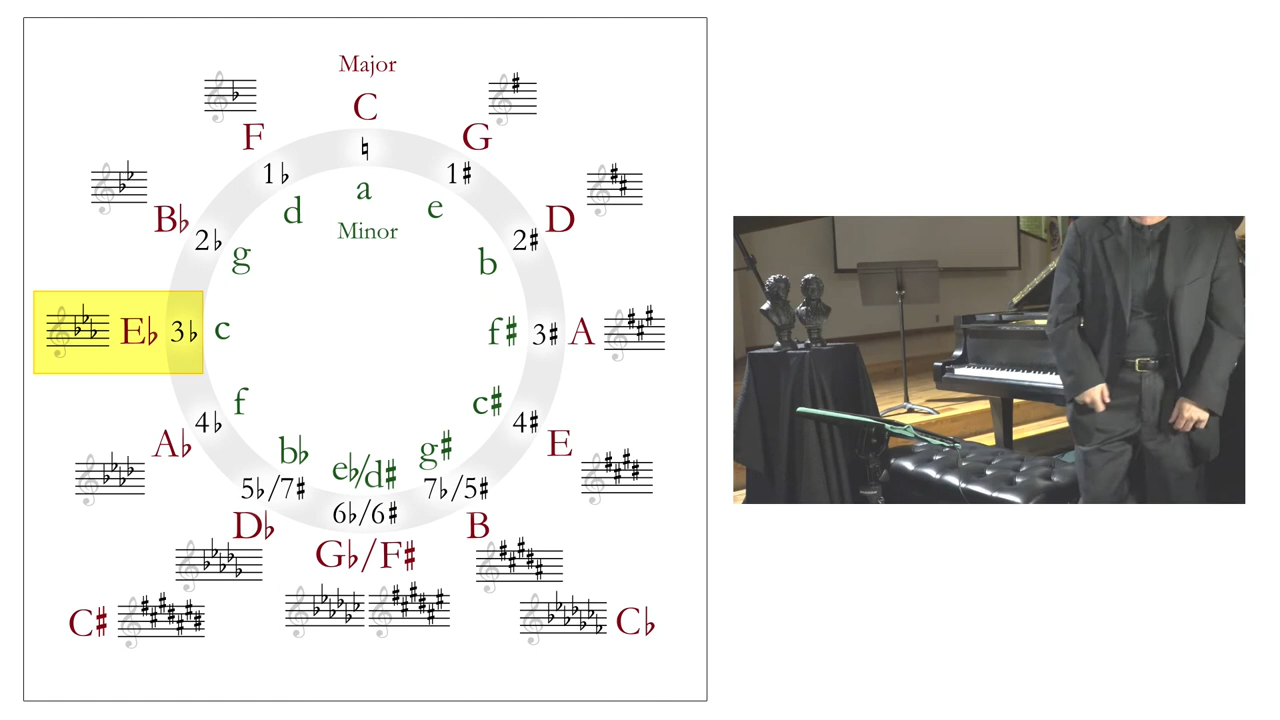 Major
C
F
G
♮
1♭
1♯
a
d
e
Minor
B♭
D
2♭
2♯
g
b
E♭
3♭
c
f♯
3♯
A
f
c♯
4♭
4♯
A♭
E
b♭
g♯
e♭/d♯
5♭/7♯
7♭/5♯
6♭/6♯
D♭
B
G♭/F♯
C♯
C♭